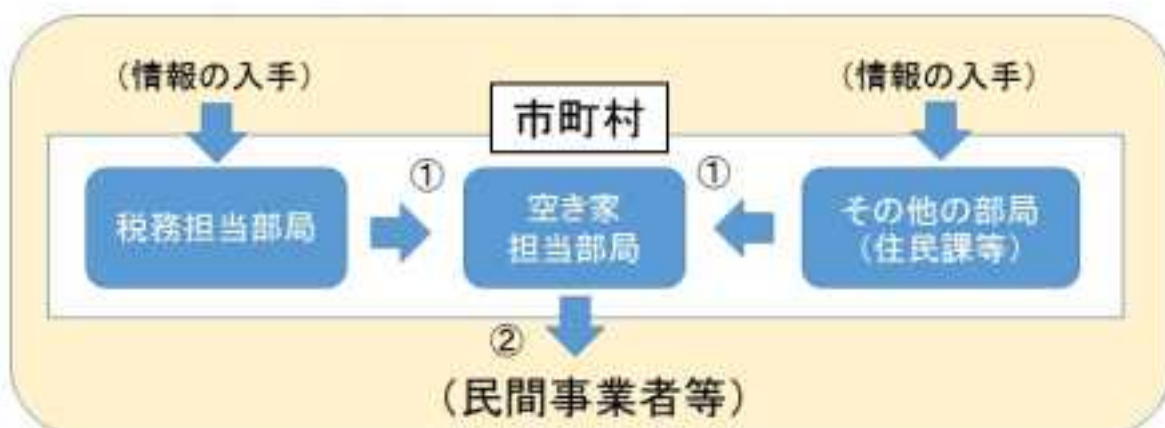 （情報の入手）
（情報の入手）
市町村
①
①
税務担当部局
空き家
担当部局
その他の部局
（住民課等）
②
（民間事業者等）